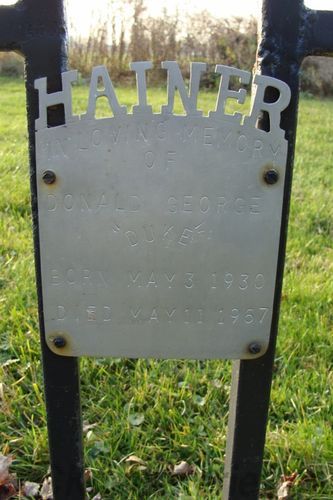 HAINER
IN LOVING MEMORY
OF
DONALD GEORGE
"DUKE"
BORN MAY 3 1930
DIED MAY 11 1967